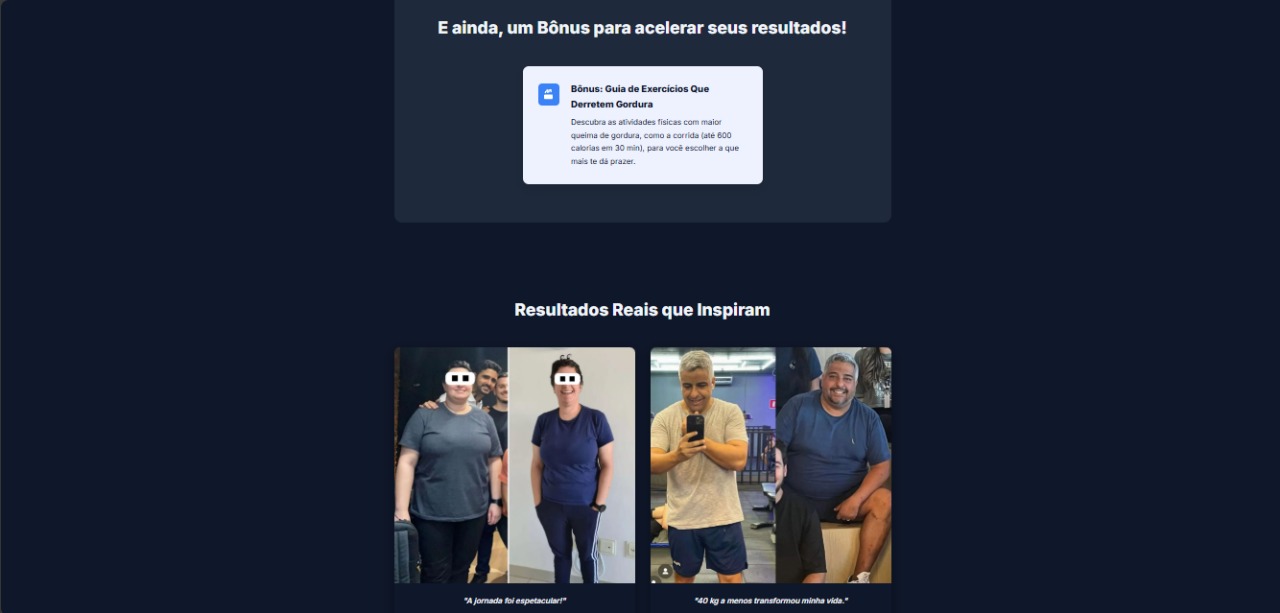 E ainda, um Bônus para acelerar seus resultados!
Bônus: Guia de Exercícios Que
Derretem Gordura
Descubra as atividades físicas com maior
queima de gordura, como a corrida (até 600
calorias em 30 min), para você escolher a que
mais te dá prazer.
Resultados Reais que Inspiram
"A jornada foi espetacular!"
"40 kg a menos transformou minha vida."